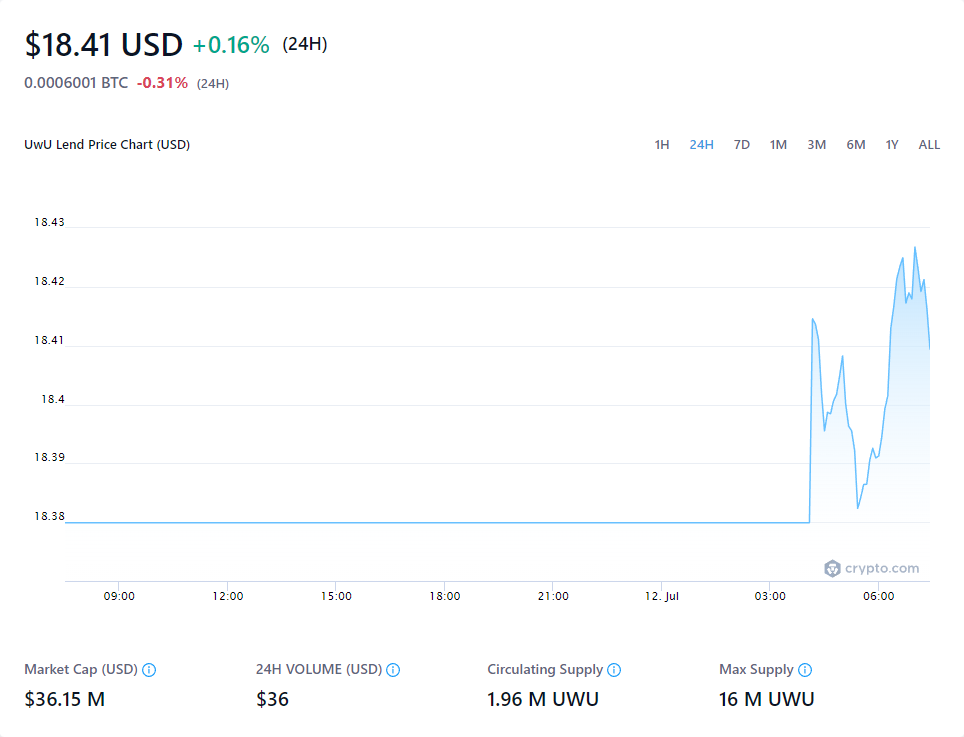 $18.41 USD +0.16% (24H)
0.0006001 BTC -0.31% (24H)
UwU Lend Price Chart (USD) 1H 24H 7D 1M 3M 6M 1Y ALL
18.43
18.42
18.41
18.4
18.39
18.38
crypto.com
09:00 12:00 15:00 18:00 21:00 12. Jul 03:00 06:00
Market Cap (USD) 24H VOLUME (USD) Circulating Supply Max Supply
$36.15 M $36 1.96 M UWU 16 M UWU